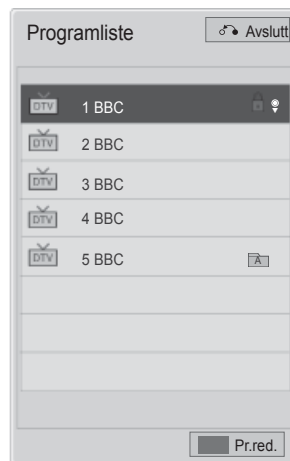 Programliste
Avslutt
DTV 1 BBC
DTV 2 BBC
DTV 3 BBC
DTV 4 BBC
DTV 5 BBC A
Pr.red.